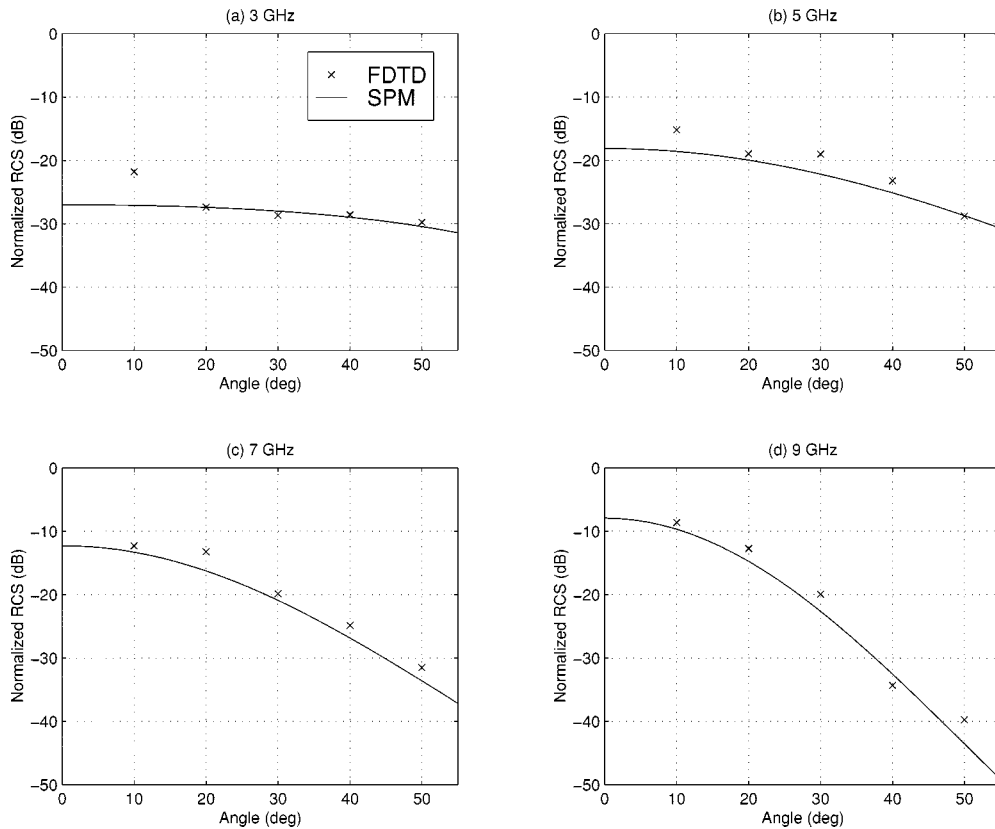 (a) 3 GHz
0
−10
−20
−30
−40
−50
Normalized RCS (dB)
0 10 20 30 40 50
Angle (deg)
× FDTD
SPM
(b) 5 GHz
0
−10
−20
−30
−40
−50
Normalized RCS (dB)
0 10 20 30 40 50
Angle (deg)
(c) 7 GHz
0
−10
−20
−30
−40
−50
Normalized RCS (dB)
0 10 20 30 40 50
Angle (deg)
(d) 9 GHz
0
−10
−20
−30
−40
−50
Normalized RCS (dB)
0 10 20 30 40 50
Angle (deg)